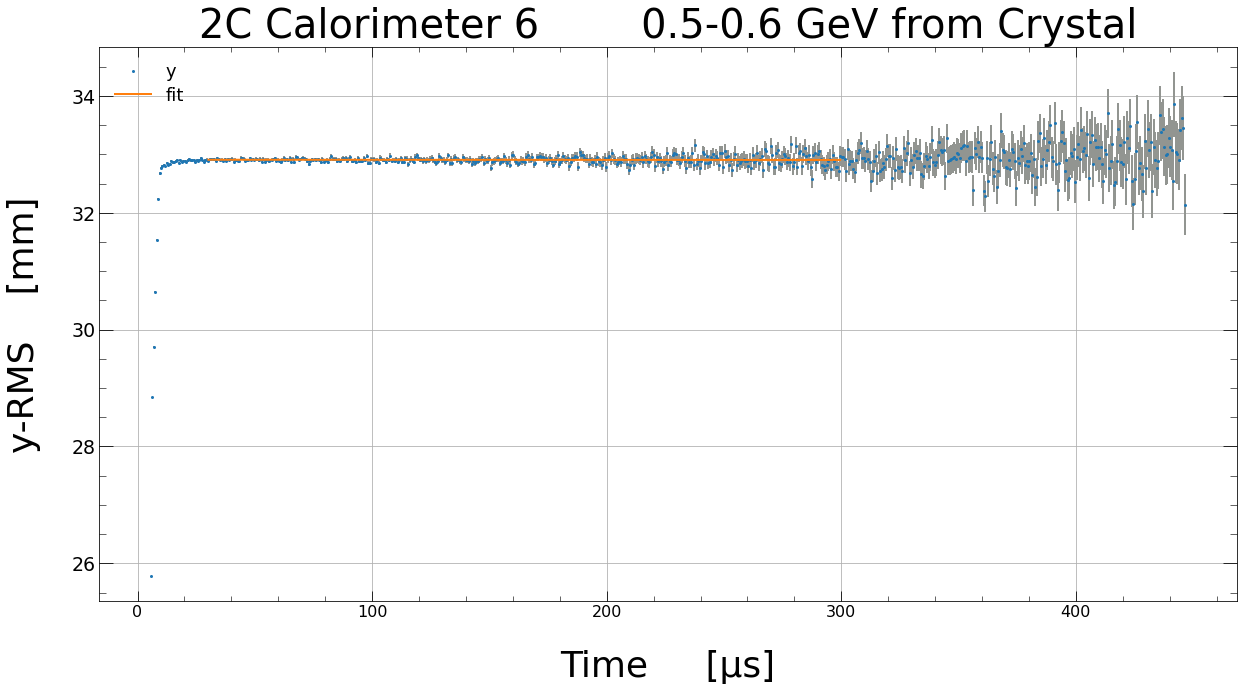 2C Calorimeter 6 0.5-0.6 GeV from Crystal
y
fit
34
32
30
28
26
y-RMS [mm]
0 100 200 300 400
Time [μs]